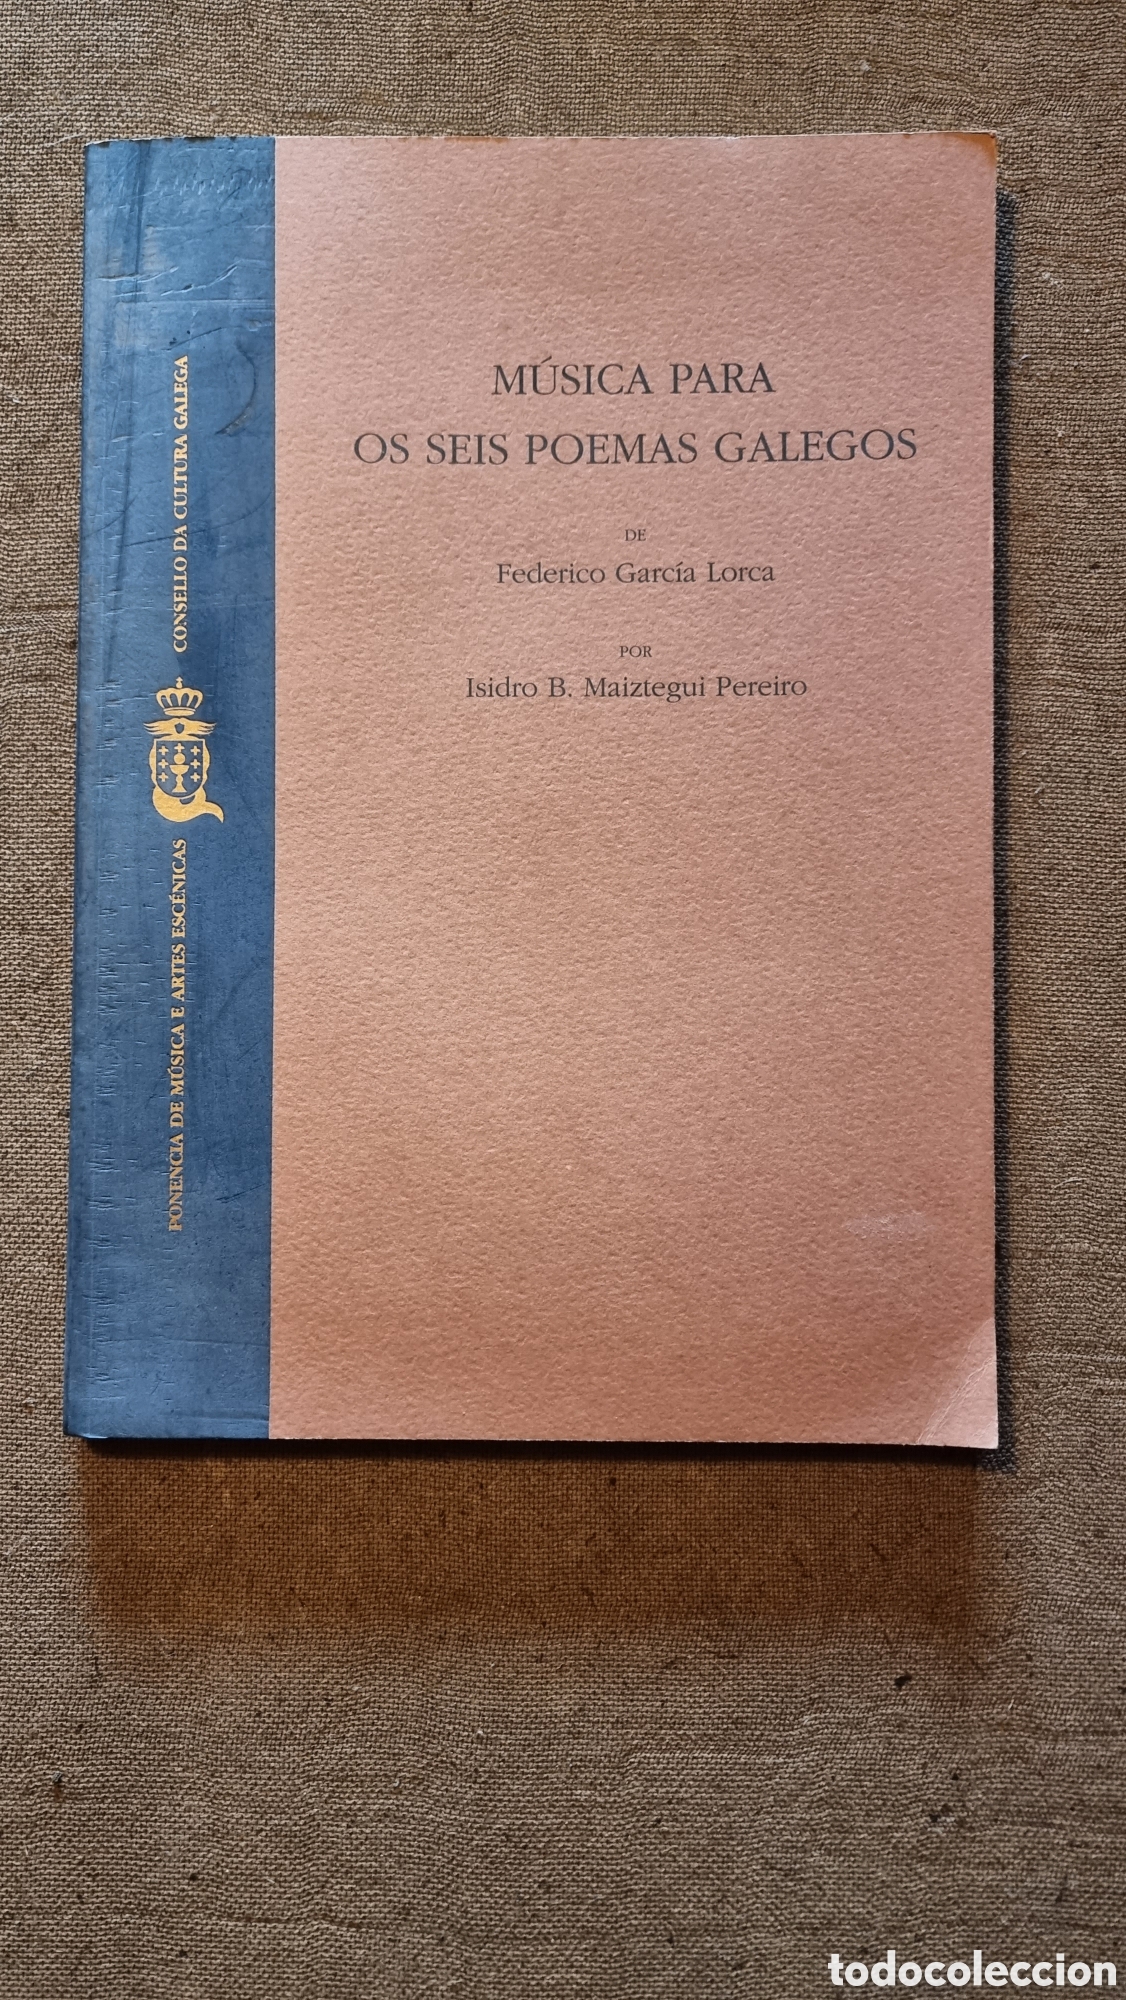 MÚSICA PARA
OS SEIS POEMAS GALEGOS
DE
Federico García Lorca
POR
Isidro B. Maiztegui Pereiro
PONENCIA DE MÚSICA E ARTES ESCÉNICAS
CONSELLO DA CULTURA GALEGA
todocoleccion